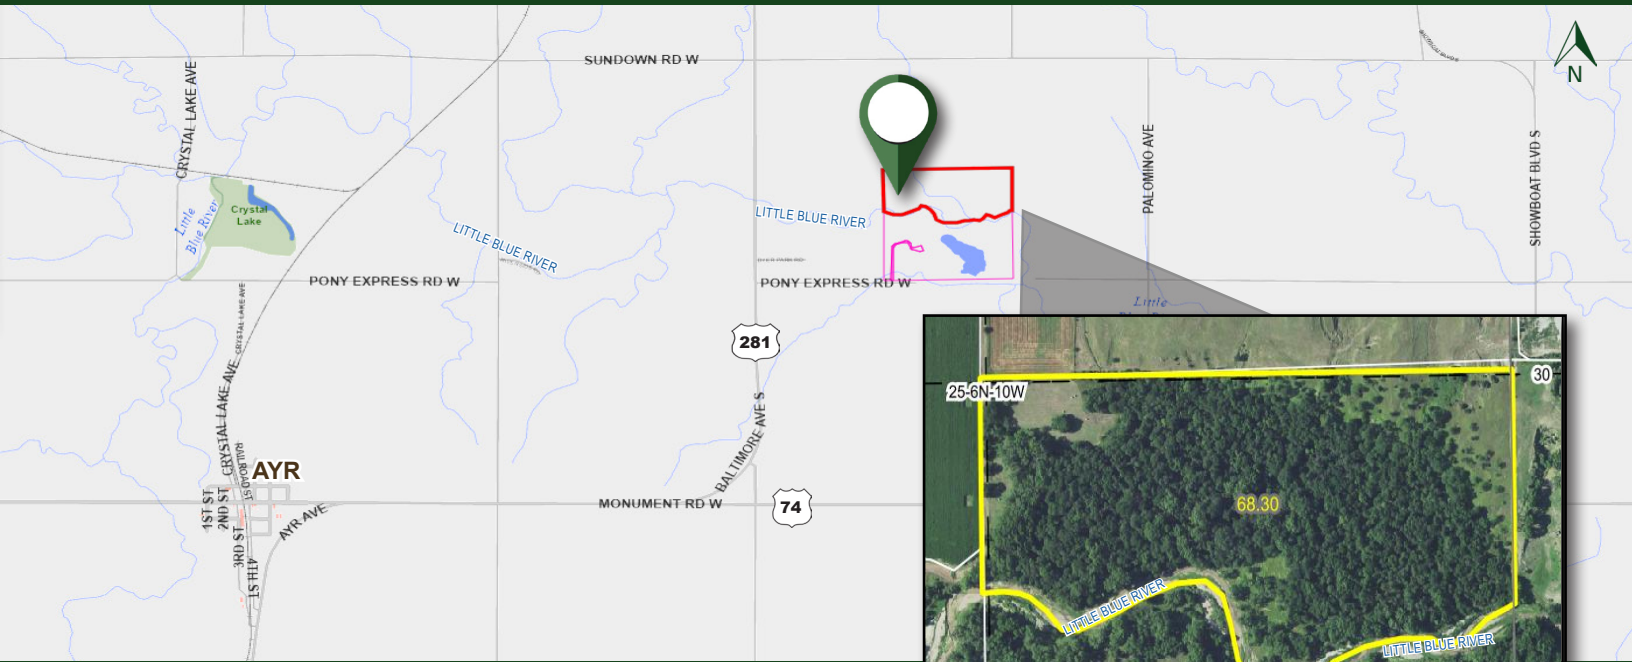 SUNDOWN RD W
N
CRYSTAL LAKE AVE
PALOMINO AVE
SHOWBOAT BLVD S
Crystal
Lake
Little
Blue River
LITTLE BLUE RIVER
LITTLE BLUE RIVER
PONY EXPRESS RD W
PONY EXPRESS RD W
Little
CRYSTAL LAKE AVE
281
CRYSTAL LAKE AVE
BALTIMORE AVE S
RAILROAD ST
AYR
1ST ST
2ND ST
3RD ST
4TH ST
AYR AVE
MONUMENT RD W
74
25-6N-10W
30
68.30
LITTLE BLUE RIVER
LITTLE BLUE RIVER